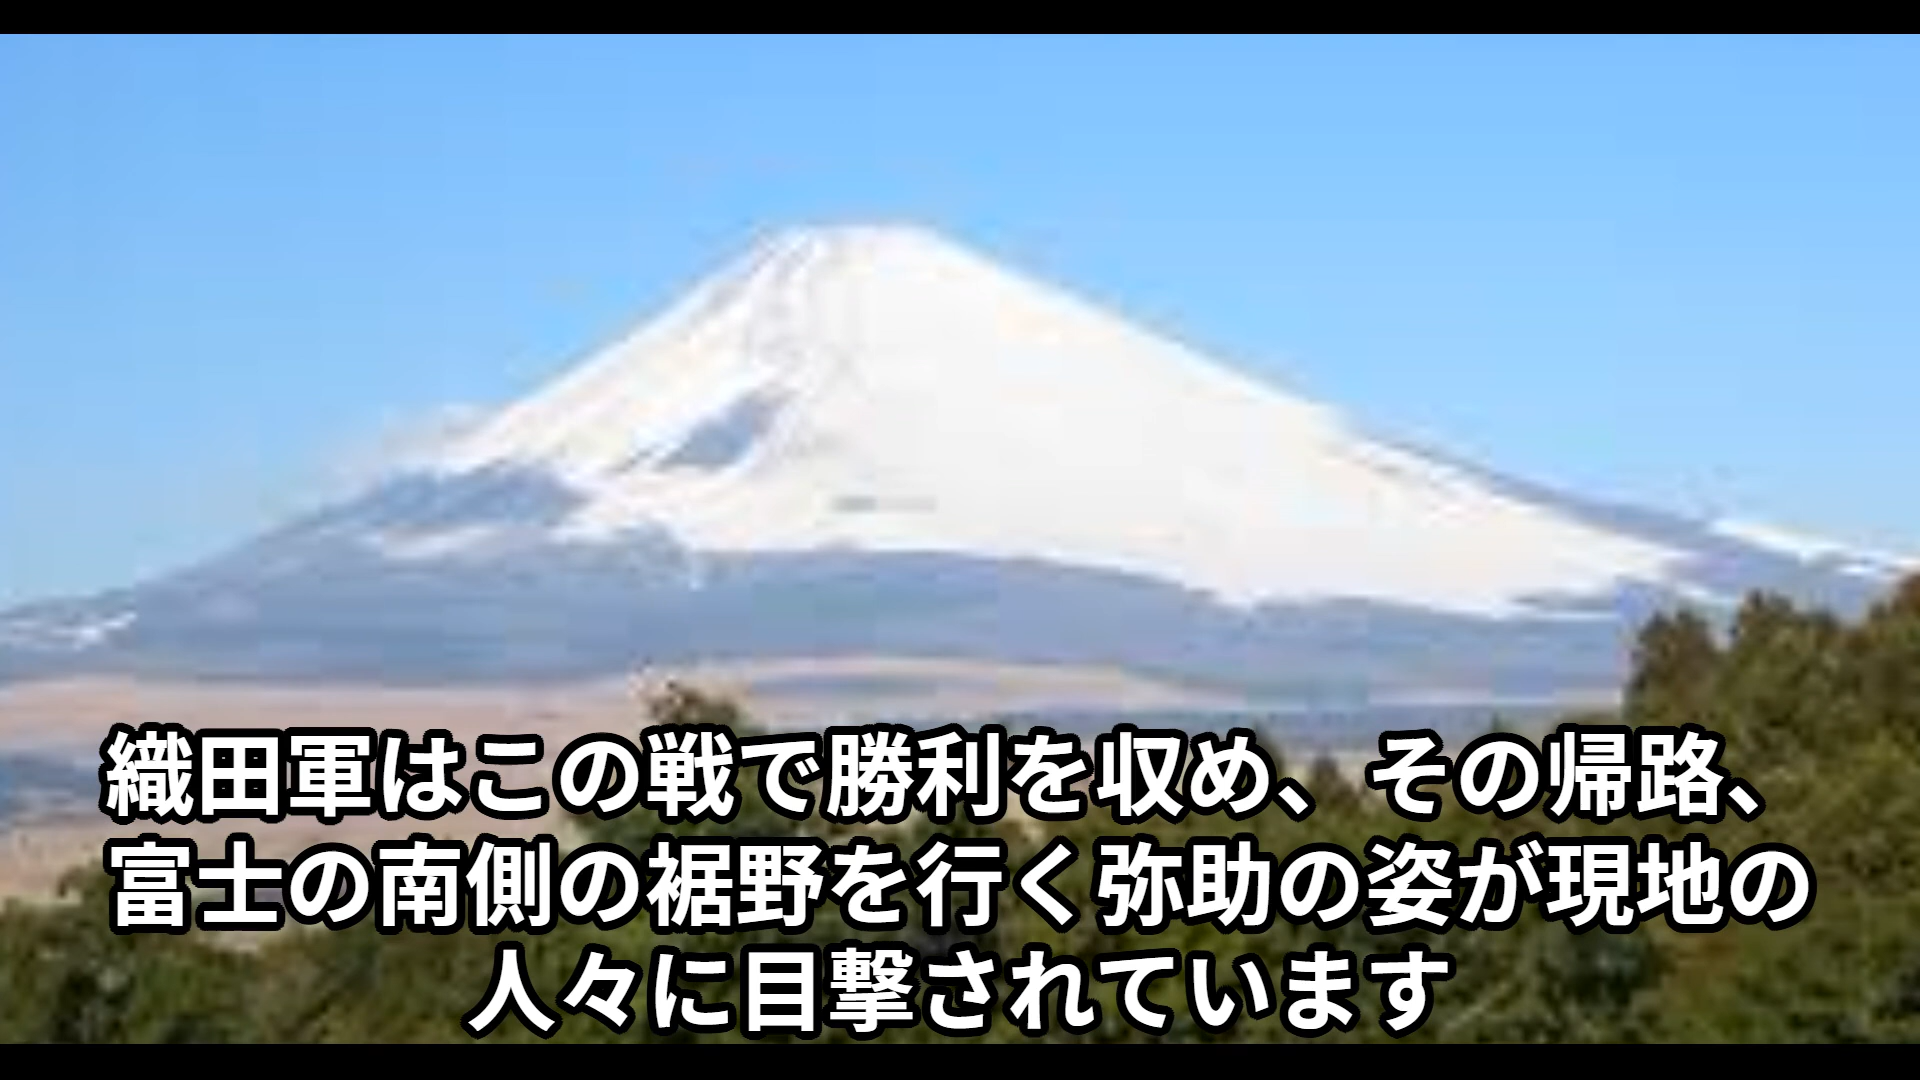 織田軍はこの戦で勝利を収め、その帰路、
富士の南側の裾野を行く弥助の姿が現地の
人々に目撃されています